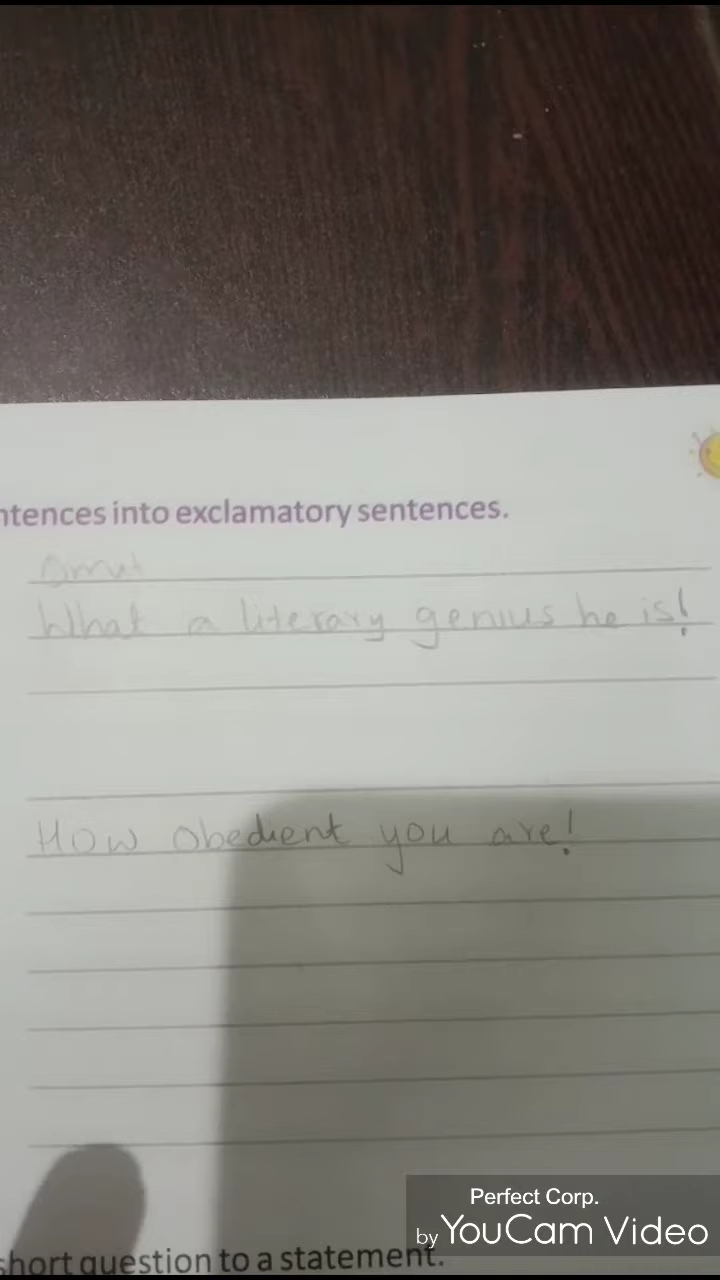 ntences into exclamatory sentences.
Omit
What a literary genius he is!
How obedient you are!
short question to a statement.
Perfect Corp.
by YouCam Video